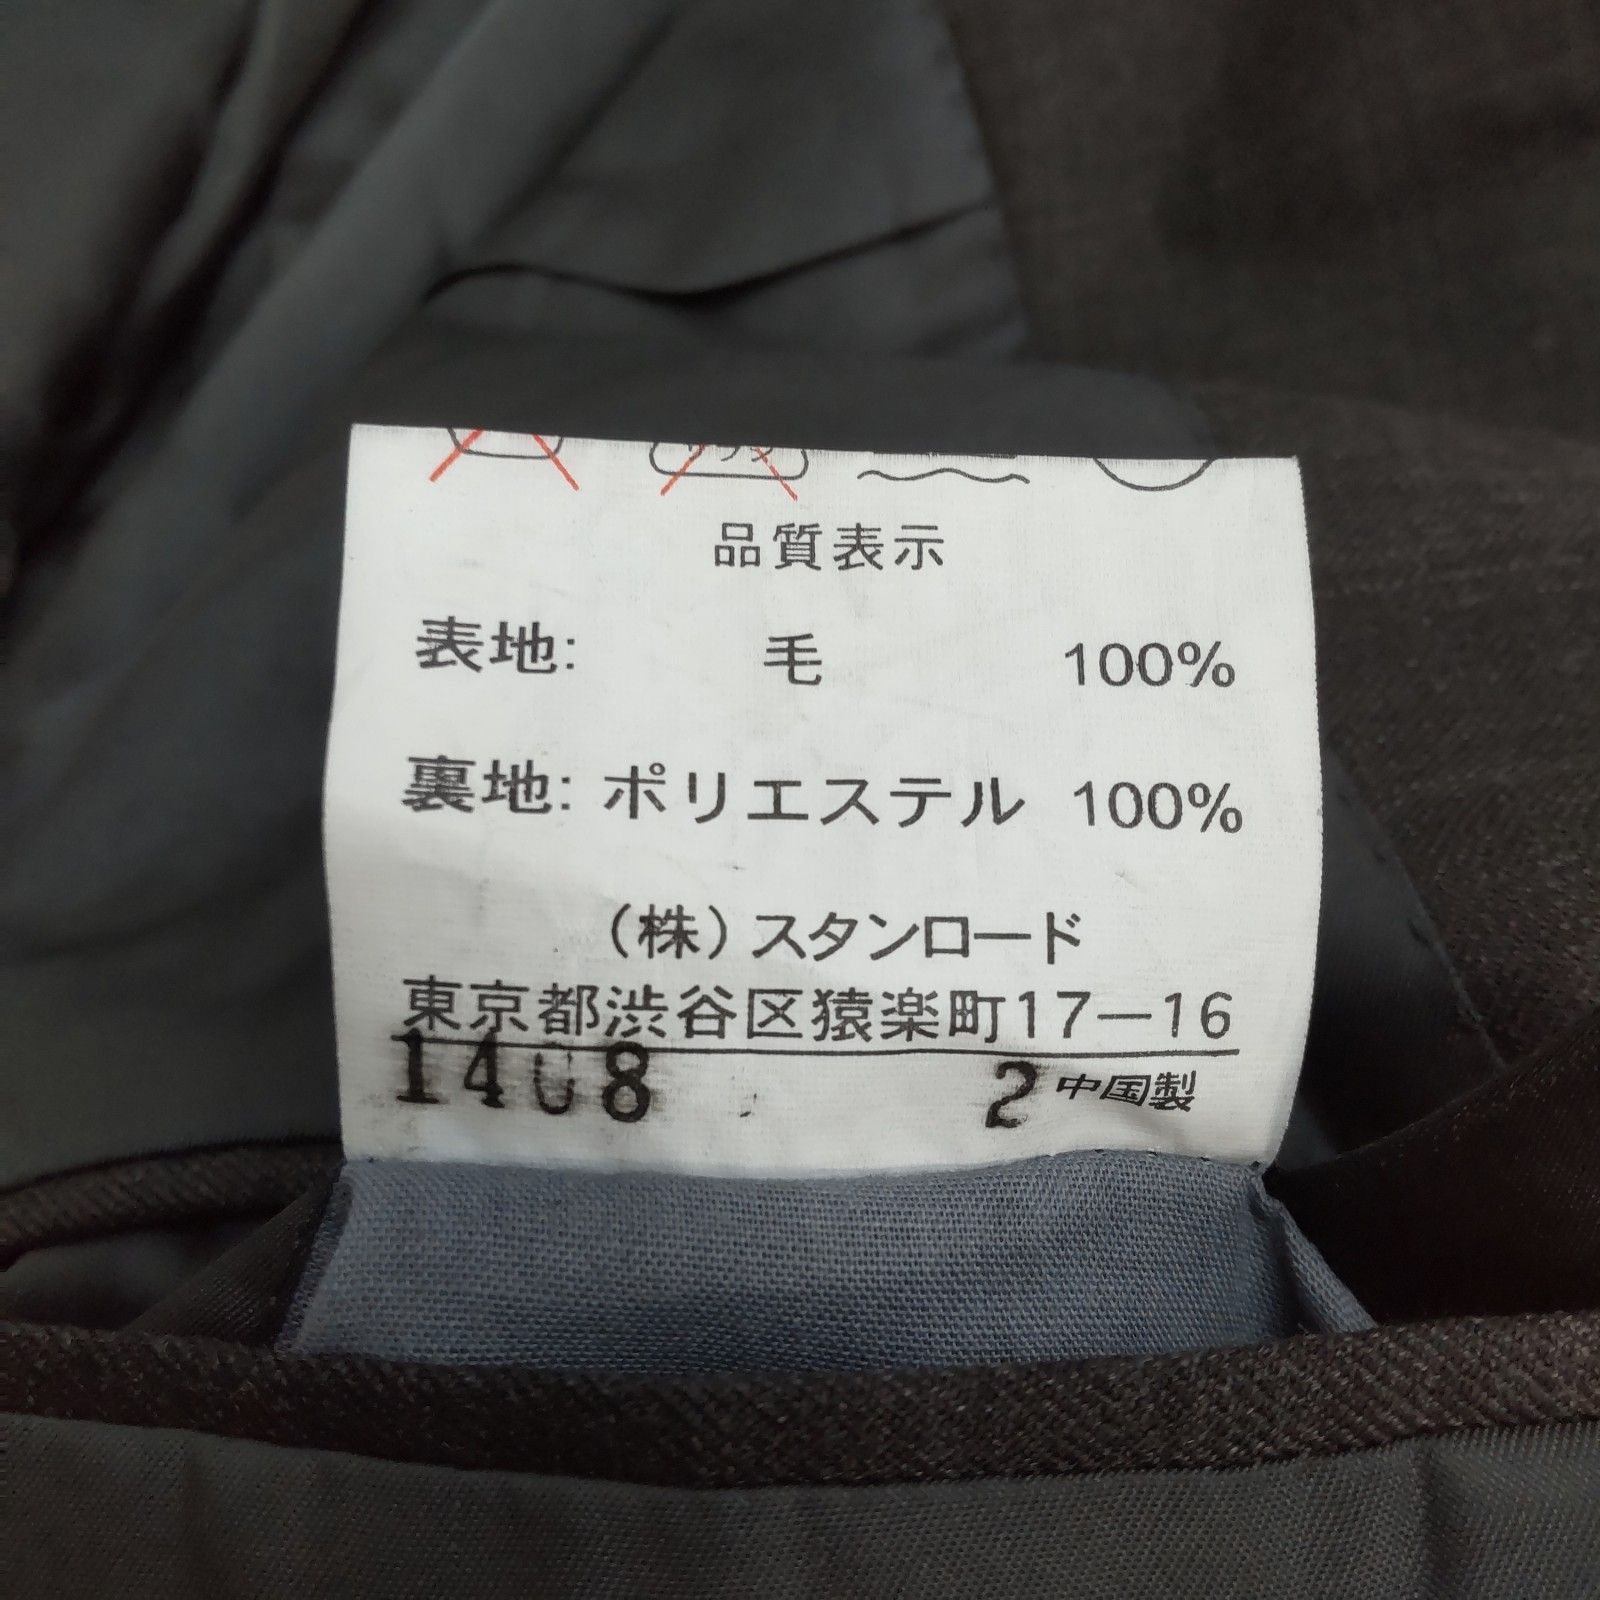 品質表示
表地: 毛 100%
裏地: ポリエステル 100%
(株)スタンロード
東京都渋谷区猿楽町17-16
1408 2 中国製